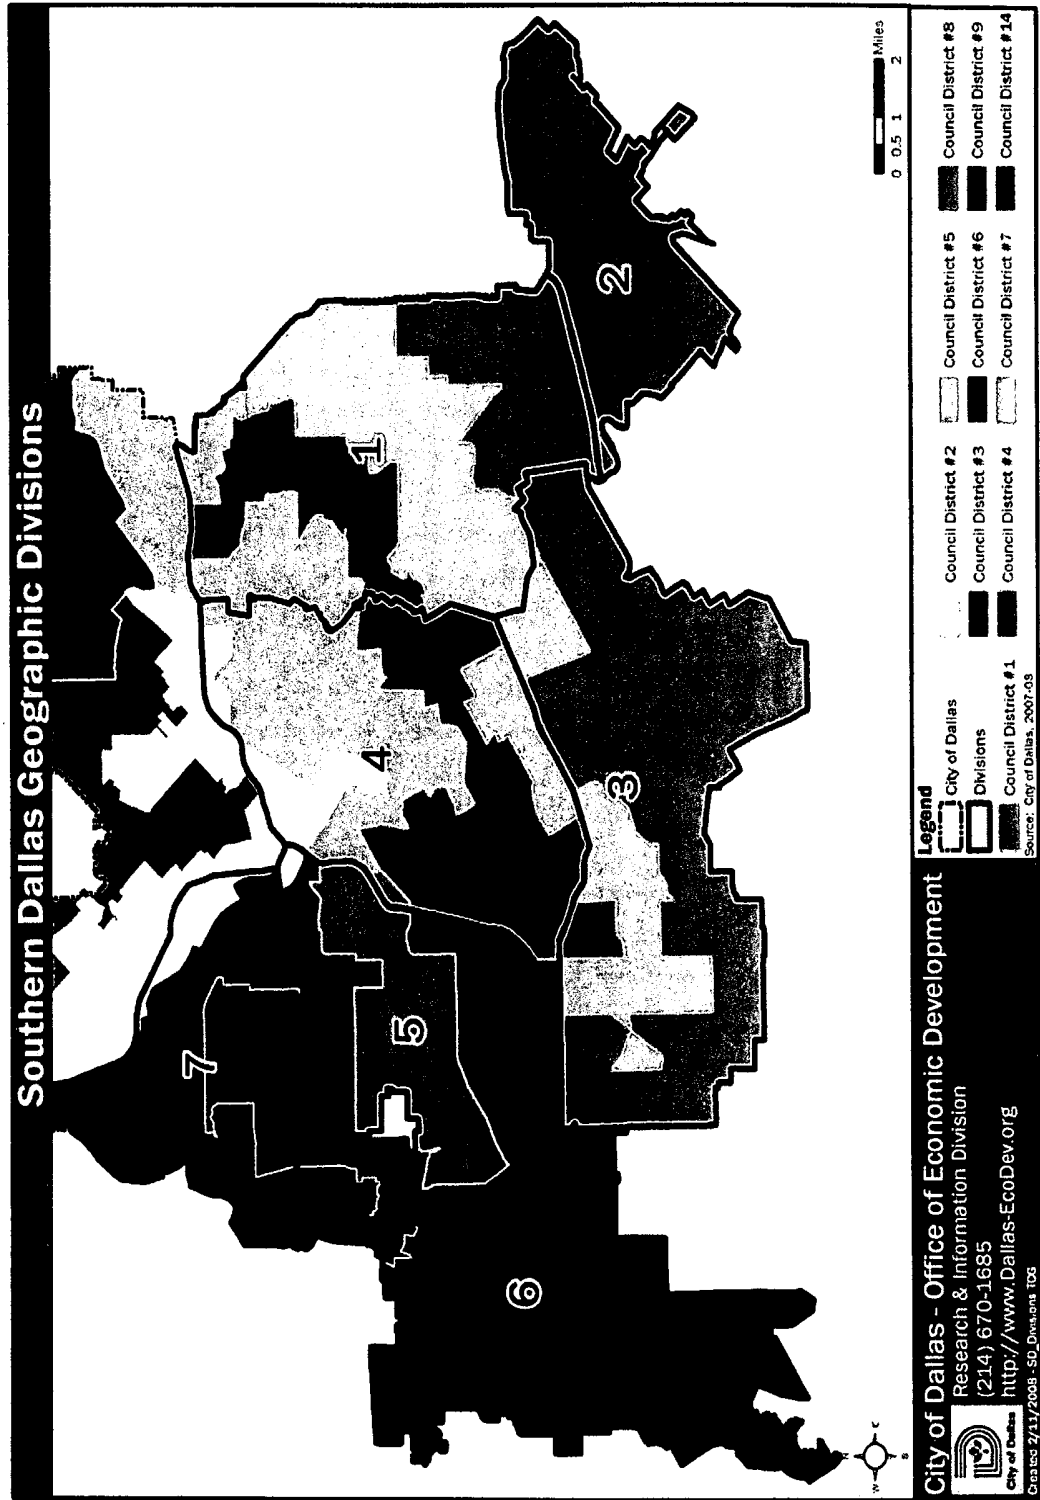 Southern Dallas Geographic Divisions
1
2
3
4
5
6
7
Miles
0 0.5 1 2
N
W
S
City of Dallas - Office of Economic Development
Research & Information Division
(214) 670-1685
http://www.Dallas-EcoDev.org
City of Dallas
Created 2/11/2008 - SD_Divisions TCG
Legend
City of Dallas
Divisions
Council District #1
Council District #2
Council District #3
Council District #4
Council District #5
Council District #6
Council District #7
Council District #8
Council District #9
Council District #14
Source: City of Dallas, 2007-08